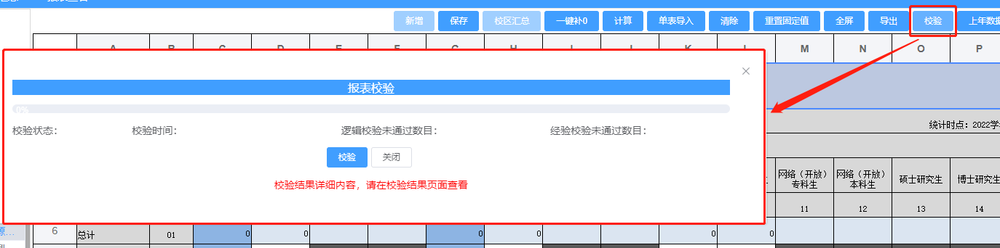 新增 保存 校区汇总 一键补0 计算 单表导入 清除 重置固定值 全屏 导出 校验 上年数据
M N O P
报表校验
0%
统计时点：2022学
校验状态： 校验时间： 逻辑校验未通过数目： 经验校验未通过数目：
校验 关闭
网络（开放）专科生 网络（开放）本科生 硕士研究生 博士研究生
校验结果详细内容，请在校验结果页面查看
11 12 13 14
6 总计 01 0 0 0 0 0 0